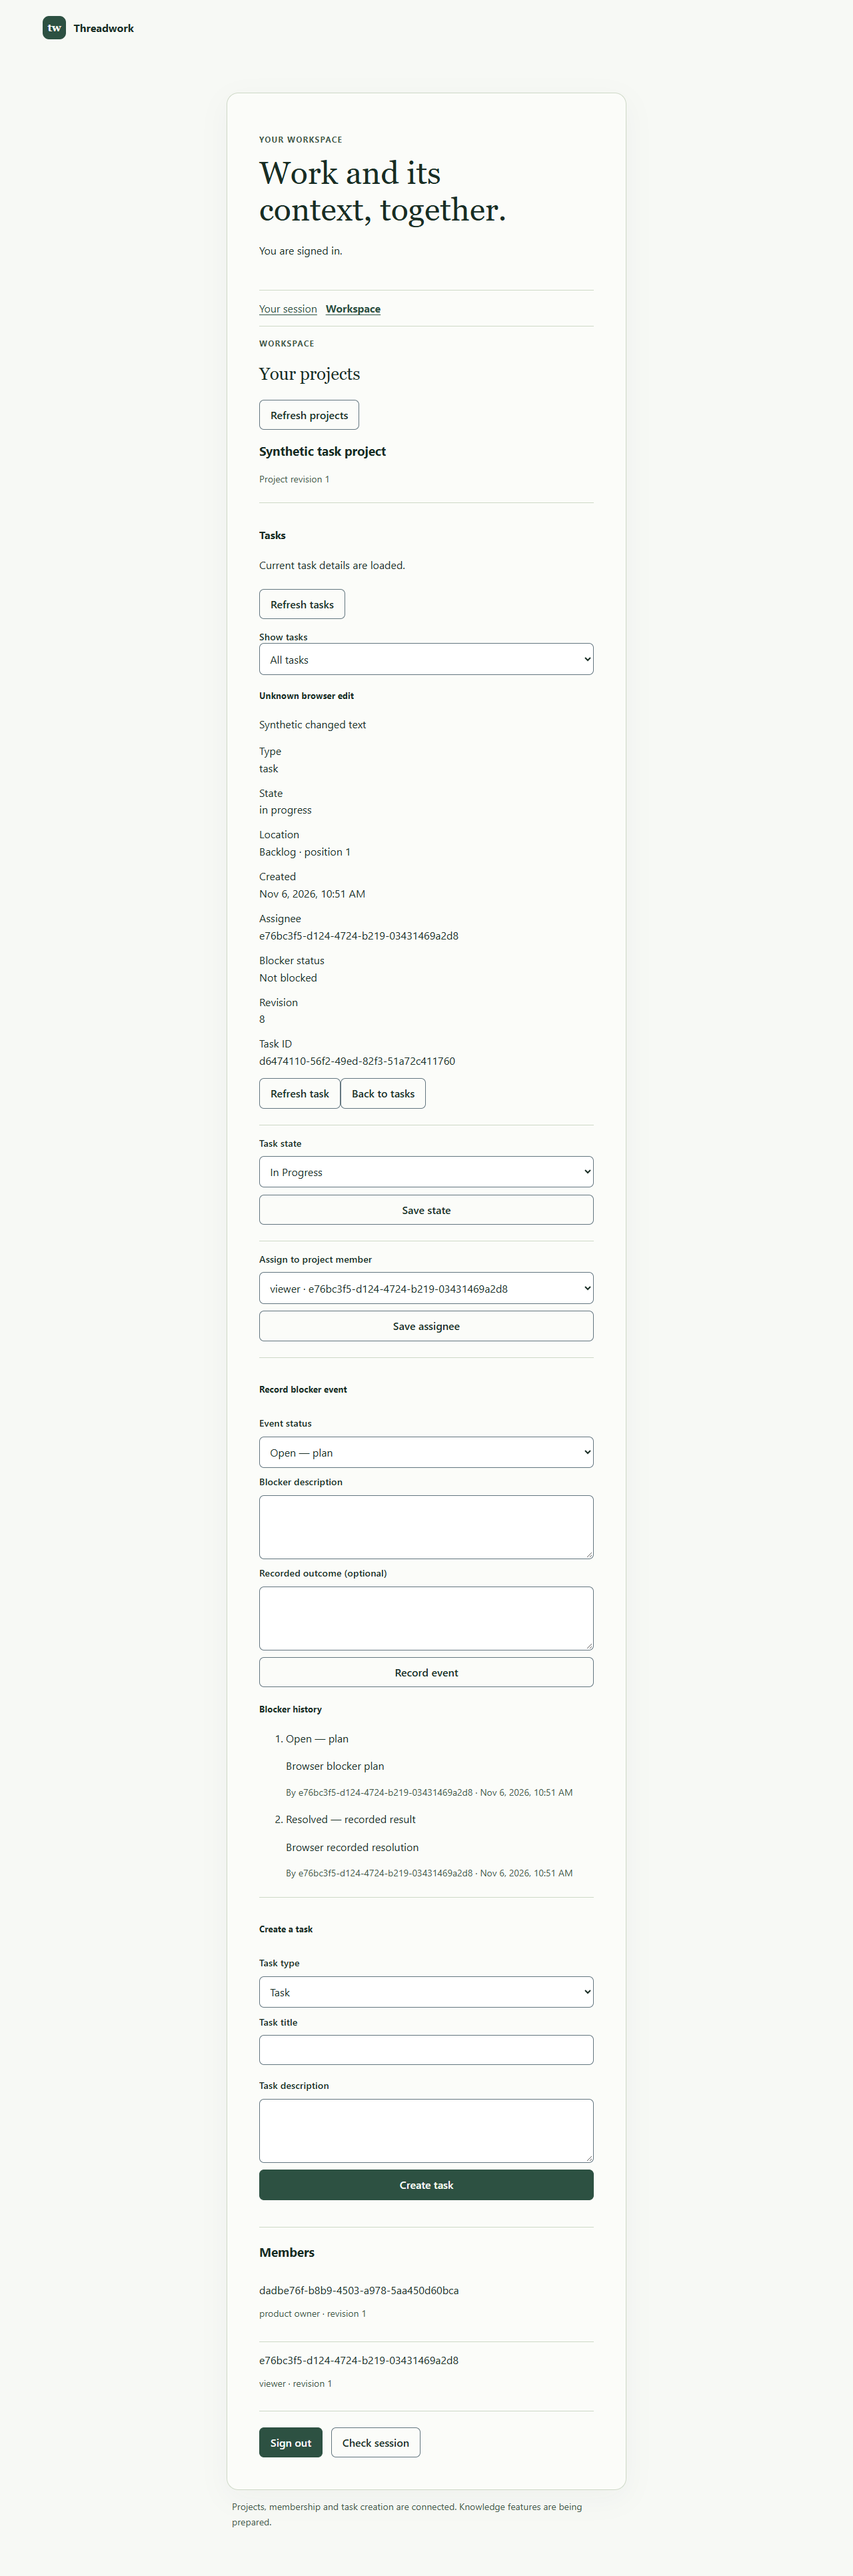 tw Threadwork
YOUR WORKSPACE
Work and its
context, together.
You are signed in.
Your session Workspace
WORKSPACE
Your projects
Refresh projects
Synthetic task project
Project revision 1
Tasks
Current task details are loaded.
Refresh tasks
Show tasks
All tasks
Unknown browser edit
Synthetic changed text
Type
task
State
in progress
Location
Backlog · position 1
Created
Nov 6, 2026, 10:51 AM
Assignee
e76bc3f5-d124-4724-b219-03431469a2d8
Blocker status
Not blocked
Revision
8
Task ID
d6474110-56f2-49ed-82f3-51a72c411760
Refresh task Back to tasks
Task state
In Progress
Save state
Assign to project member
viewer · e76bc3f5-d124-4724-b219-03431469a2d8
Save assignee
Record blocker event
Event status
Open — plan
Blocker description
Recorded outcome (optional)
Record event
Blocker history
1. Open — plan
Browser blocker plan
By e76bc3f5-d124-4724-b219-03431469a2d8 · Nov 6, 2026, 10:51 AM
2. Resolved — recorded result
Browser recorded resolution
By e76bc3f5-d124-4724-b219-03431469a2d8 · Nov 6, 2026, 10:51 AM
Create a task
Task type
Task
Task title
Task description
Create task
Members
dadbe76f-b8b9-4503-a978-5aa450d60bca
product owner · revision 1
e76bc3f5-d124-4724-b219-03431469a2d8
viewer · revision 1
Sign out Check session
Projects, membership and task creation are connected. Knowledge features are being
prepared.